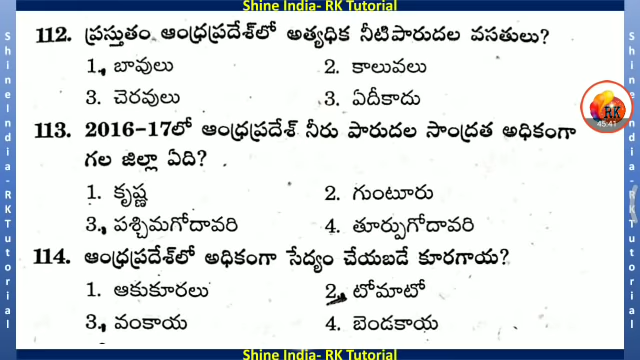 Shine India- RK Tutorial
112. ప్రస్తుతం ఆంధ్రప్రదేశ్‌లో అత్యధిక నీటిపారుదల వసతులు?
1. బావులు 2. కాలువలు
3. చెరవులు 3. ఏదీకాదు
RK
45:41
113. 2016-17లో ఆంధ్రప్రదేశ్ నీరు పారుదల సాంద్రత అధికంగా
గల జిల్లా ఏది?
1. కృష్ణ 2. గుంటూరు
3. పశ్చిమగోదావరి 4. తూర్పుగోదావరి
114. ఆంధ్రప్రదేశ్‌లో అధికంగా సేద్యం చేయబడే కూరగాయ?
1. ఆకుకూరలు 2. టోమాటో
3. వంకాయ 4. బెండకాయ
Shine India- RK Tutorial
Shine India - RK Tutorial
Shine India - RK Tutorial